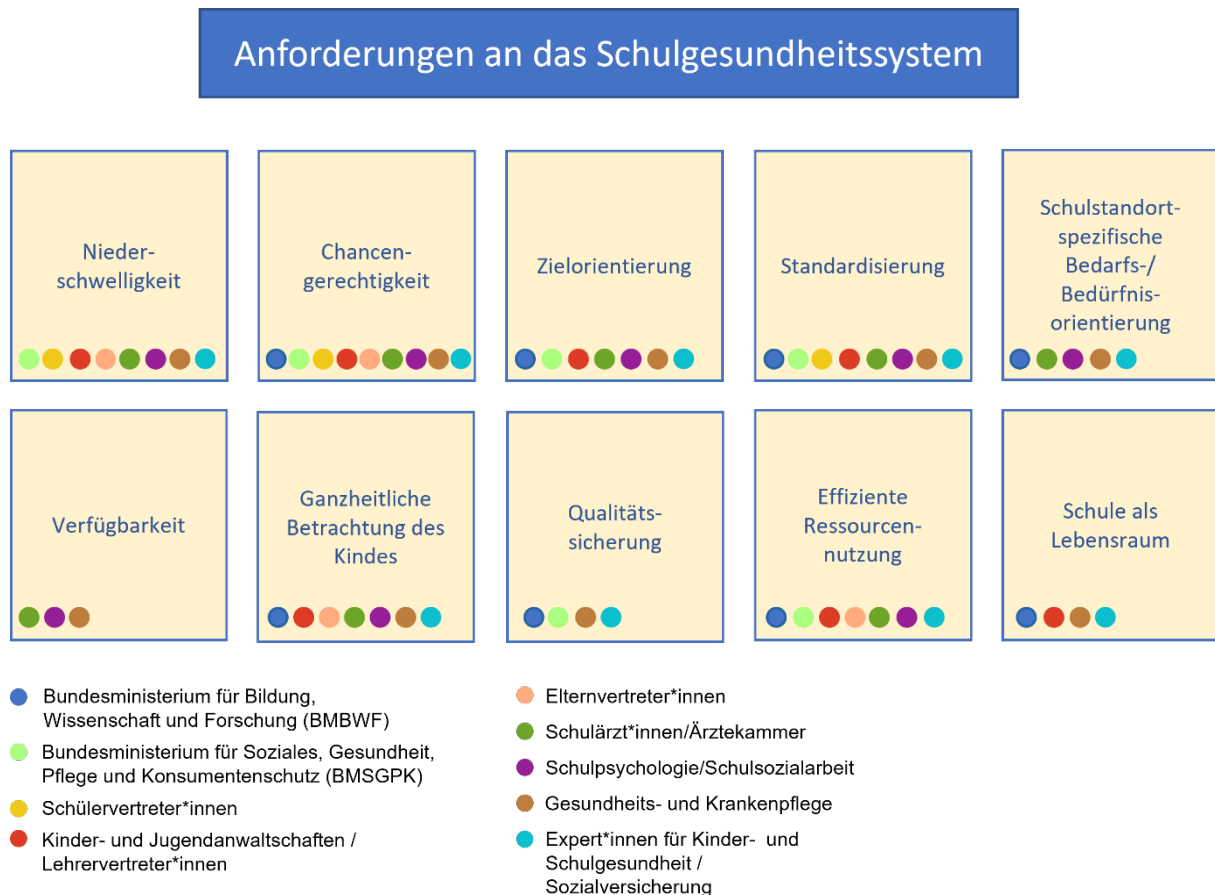 Anforderungen an das Schulgesundheitssystem
Nieder-
schwelligkeit
Chancen-
gerechtigkeit
Zielorientierung
Standardisierung
Schulstandort-
spezifische
Bedarfs-/
Bedürfnis-
orientierung
Verfügbarkeit
Ganzheitliche
Betrachtung des
Kindes
Qualitäts-
sicherung
Effiziente
Ressourcen-
nutzung
Schule als
Lebensraum
Bundesministerium für Bildung,
Wissenschaft und Forschung (BMBWF)
Bundesministerium für Soziales, Gesundheit,
Pflege und Konsumentenschutz (BMSGPK)
Schülervertreter*innen
Kinder- und Jugendanwaltschaften /
Lehrervertreter*innen
Elternvertreter*innen
Schulärzt*innen/Ärztekammer
Schulpsychologie/Schulsozialarbeit
Gesundheits- und Krankenpflege
Expert*innen für Kinder- und
Schulgesundheit /
Sozialversicherung